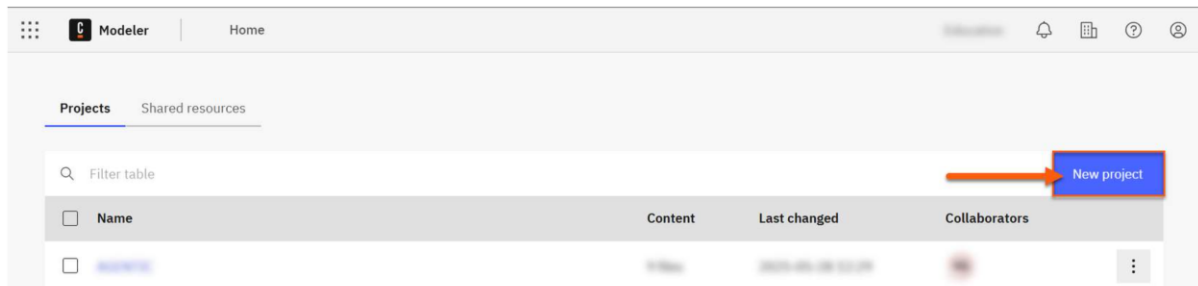 Modeler Home
Projects Shared resources
Filter table
New project
Name Content Last changed Collaborators